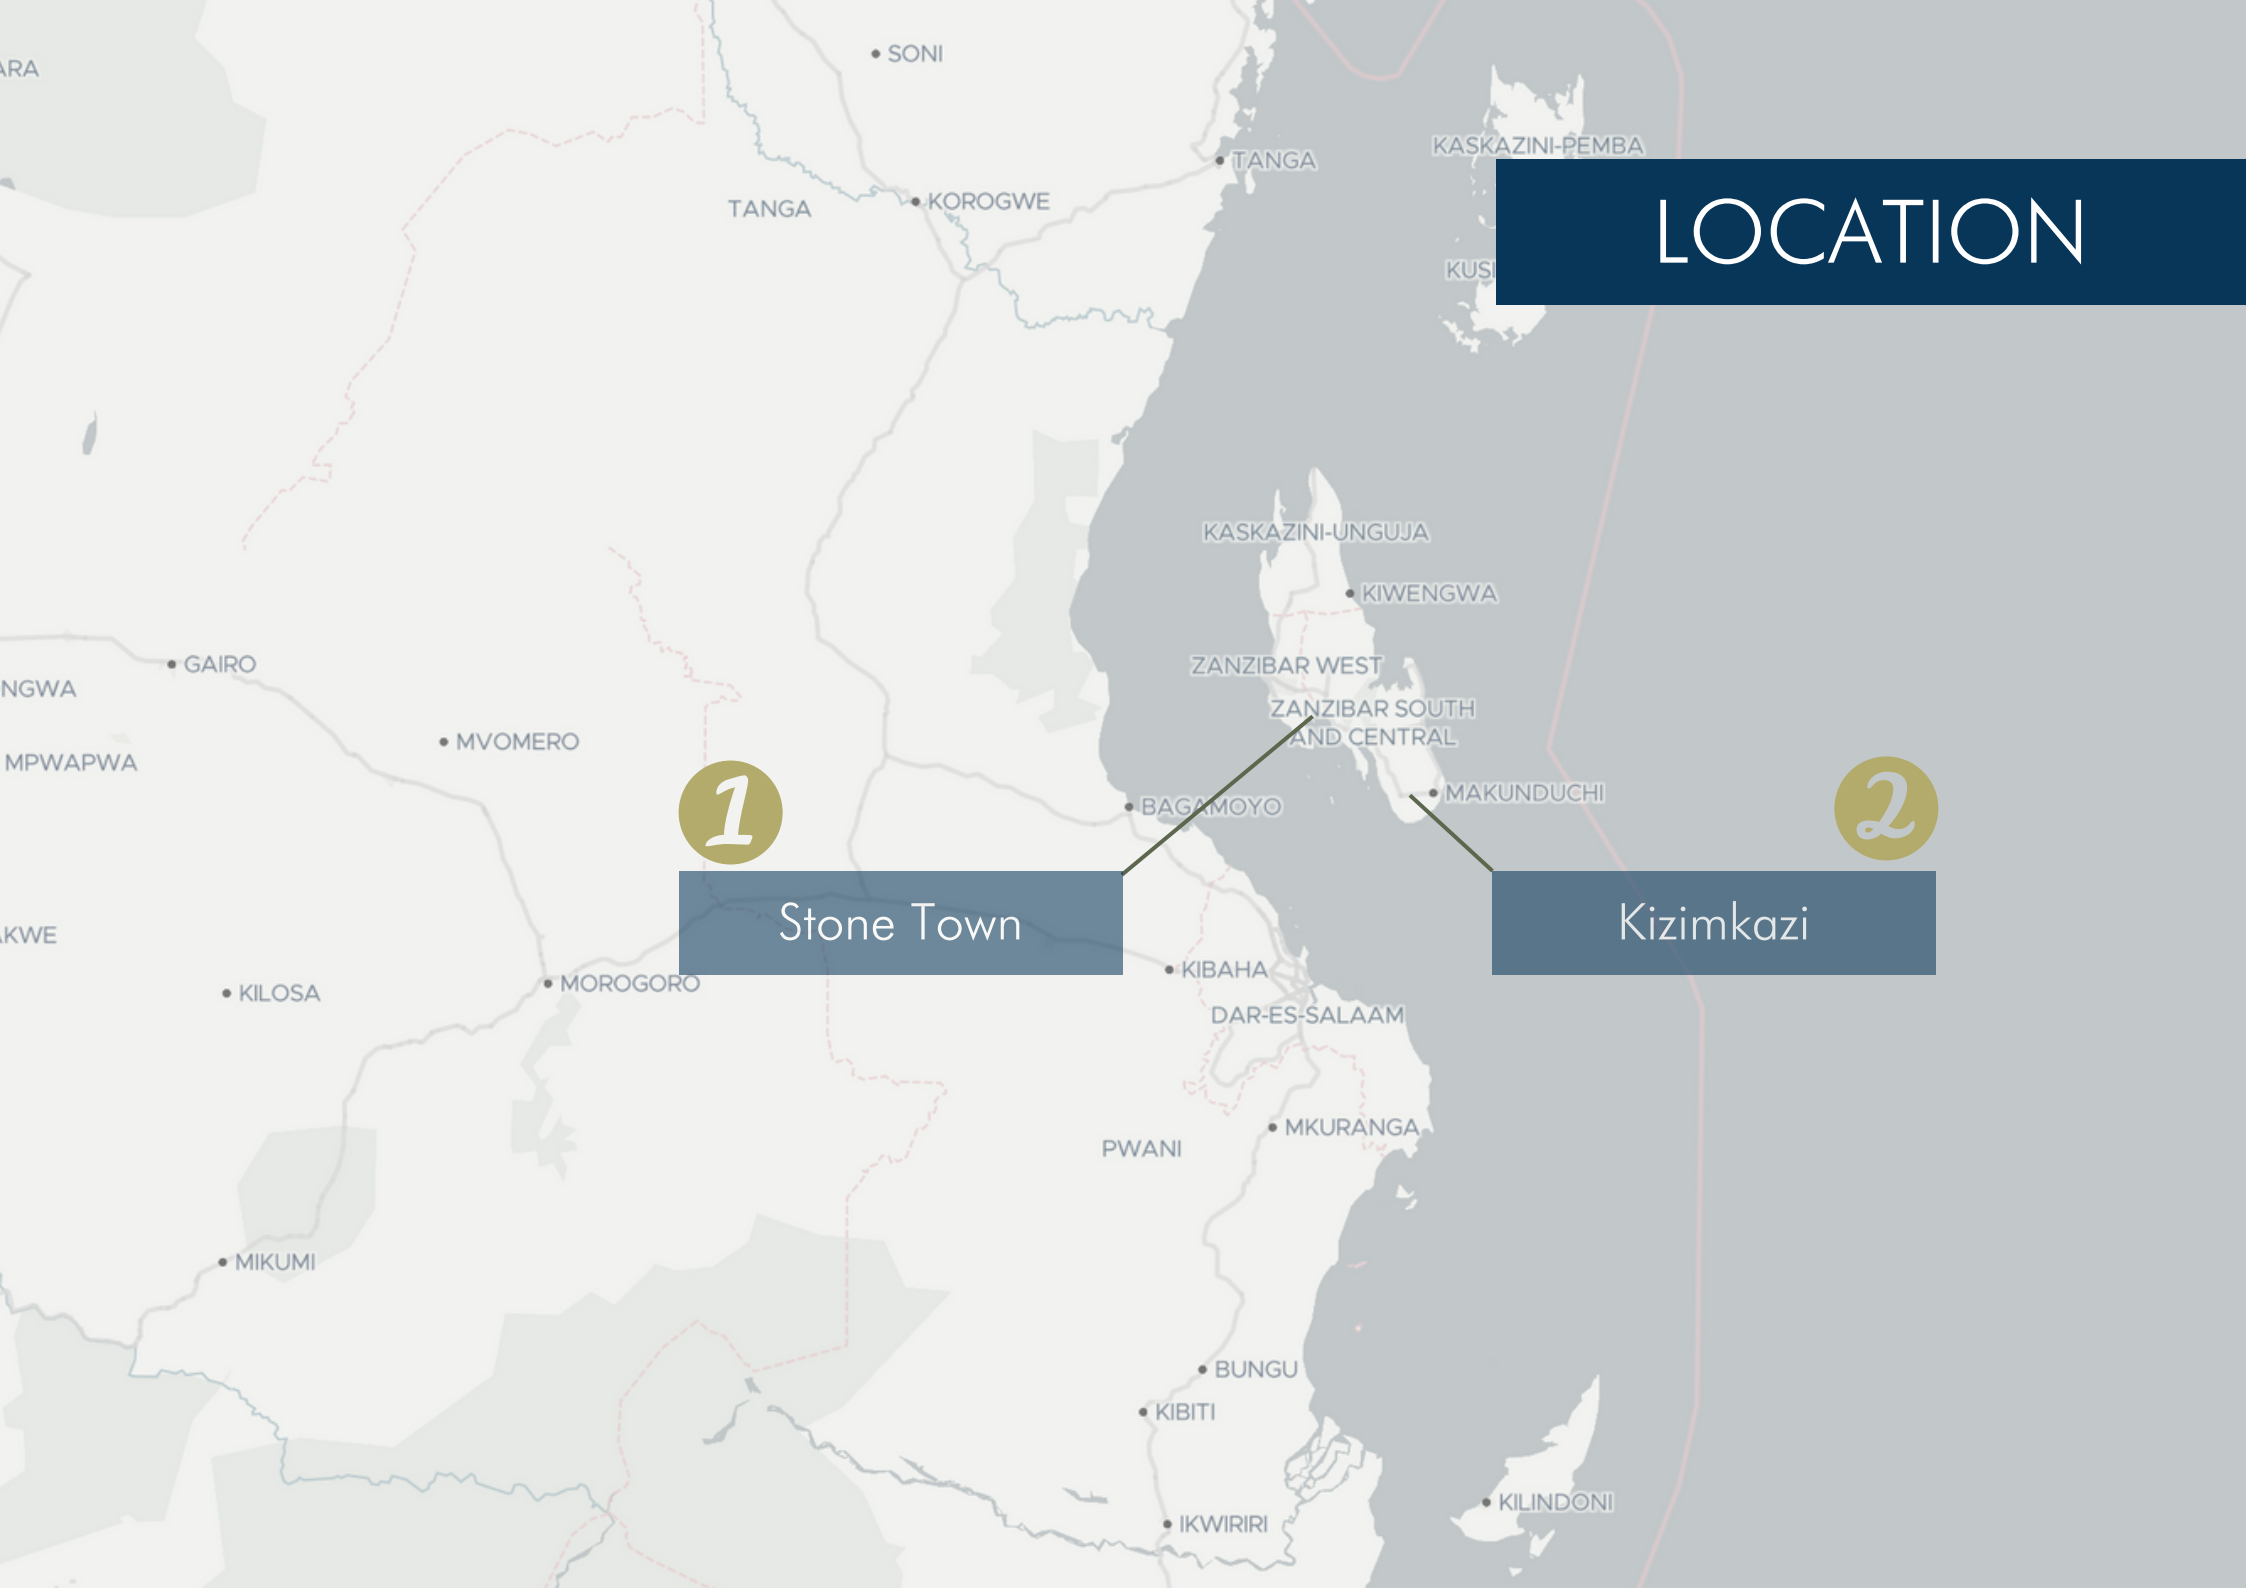 SONI
ARA
KASKAZINI-PEMBA
TANGA
KOROGWE
TANGA
LOCATION
KUSI
KASKAZINI-UNGUJA
KIWENGWA
GAIRO
ZANZIBAR WEST
NGWA
ZANZIBAR SOUTH
AND CENTRAL
MVOMERO
MPWAPWA
MAKUNDUCHI
BAGAMOYO
1
2
Stone Town
Kizimkazi
KWE
KIBAHA
MOROGORO
KILOSA
DAR-ES-SALAAM
MKURANGA
PWANI
MIKUMI
BUNGU
KIBITI
KILINDONI
IKWIRIRI